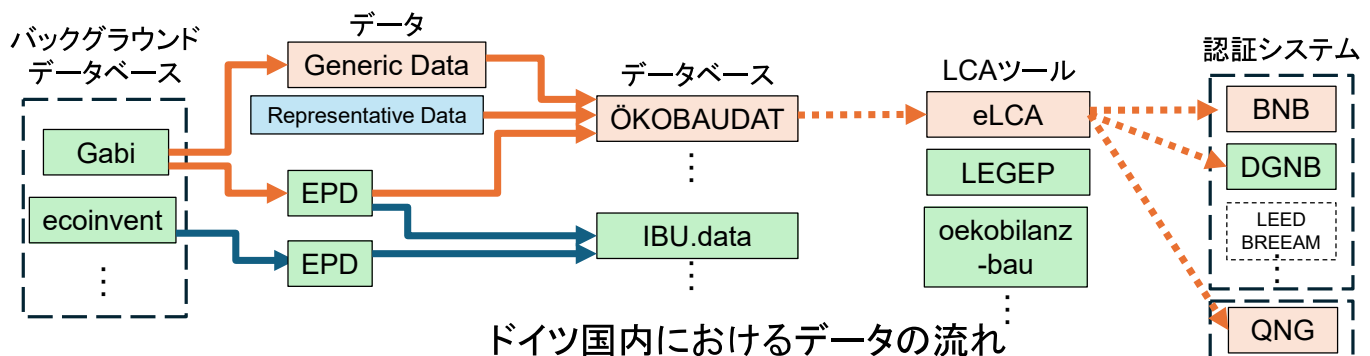 バックグラウンド
データベース
Gabi
ecoinvent
⋮
データ
Generic Data
Representative Data
EPD
EPD
データベース
ÖKOBAUDAT
⋮
IBU.data
⋮
LCAツール
eLCA
LEGEP
oekobilanz
-bau
⋮
認証システム
BNB
DGNB
LEED
BREEAM
⋮
QNG
ドイツ国内におけるデータの流れ